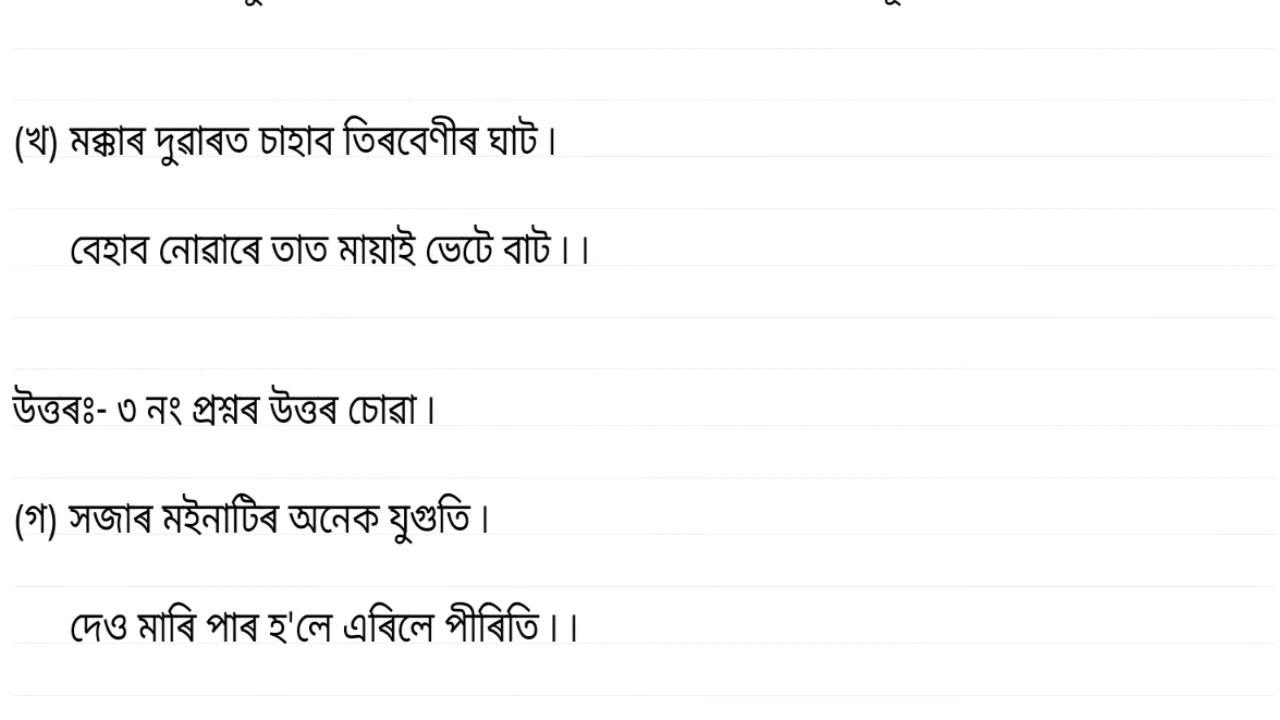 (খ) মক্কাৰ দুৱাৰত চাহাব তিৰবেণীৰ ঘাট।
বেহাব নোৱাৰে তাত মায়াই ভেটে বাট।।
উত্তৰঃ- ৩ নং প্ৰশ্নৰ উত্তৰ চোৱা।
(গ) সজাৰ মইনাটিৰ অনেক যুগুতি।
দেও মাৰি পাৰ হ'লে এৰিলে পীৰিতি।।